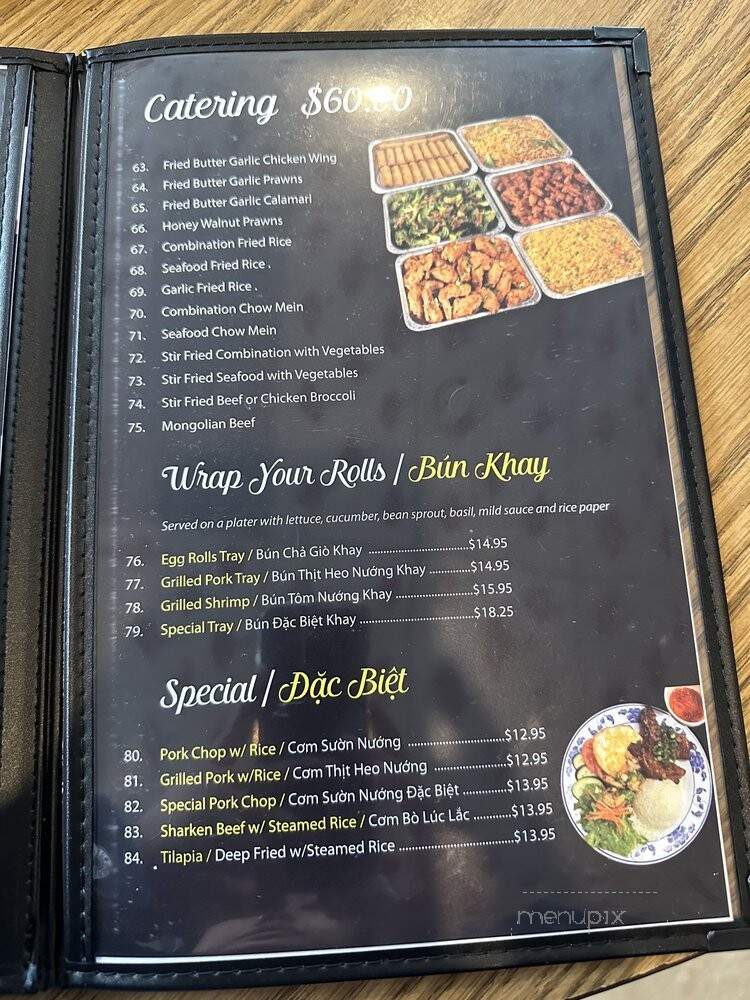 Catering $60.00
63. Fried Butter Garlic Chicken Wing
64. Fried Butter Garlic Prawns
65. Fried Butter Garlic Calamari
66. Honey Walnut Prawns
67. Combination Fried Rice
68. Seafood Fried Rice .
69. Garlic Fried Rice .
70. Combination Chow Mein
71. Seafood Chow Mein
72. Stir Fried Combination with Vegetables
73. Stir Fried Seafood with Vegetables
74. Stir Fried Beef or Chicken Broccoli
75. Mongolian Beef
Wrap Your Rolls / Bún Khay
Served on a plater with lettuce, cucumber, bean sprout, basil, mild sauce and rice paper
76. Egg Rolls Tray / Bún Chả Giò Khay ..................................$14.95
77. Grilled Pork Tray / Bún Thịt Heo Nướng Khay ..............$14.95
78. Grilled Shrimp / Bún Tôm Nướng Khay ...........................$15.95
79. Special Tray / Bún Đặc Biệt Khay .......................................$18.25
Special / Đặc Biệt
80. Pork Chop w/ Rice / Cơm Sườn Nướng .................................$12.95
81. Grilled Pork w/Rice / Cơm Thịt Heo Nướng .........................$12.95
82. Special Pork Chop / Cơm Sườn Nướng Đặc Biệt ...............$13.95
83. Sharken Beef w/ Steamed Rice / Cơm Bò Lúc Lắc .............$13.95
84. Tilapia / Deep Fried w/Steamed Rice .......................................$13.95
menupix